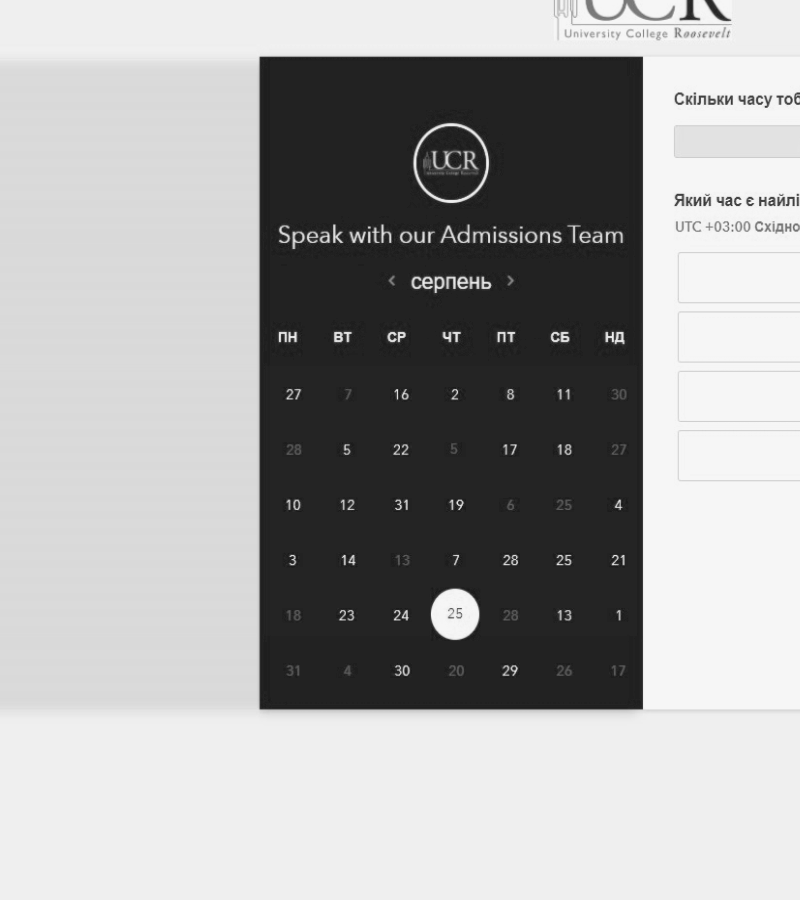 UCR
University College Roosevelt
UCR
Speak with our Admissions Team
< серпень >
ПН ВТ СР ЧТ ПТ СБ НД
27 7 16 2 8 11 30
28 5 22 5 17 18 27
10 12 31 19 6 25 4
3 14 13 7 28 25 21
18 23 24 25 28 13 1
31 4 30 20 29 26 17
Скільки часу тоб
Який час є найлі
UTC +03:00 Східно